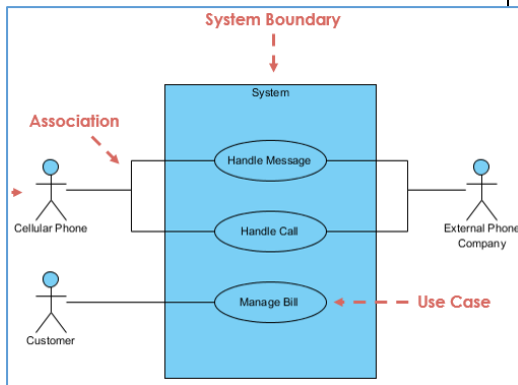 System Boundary
System
Association
Handle Message
Cellular Phone
Handle Call
External Phone
Company
Manage Bill
Use Case
Customer